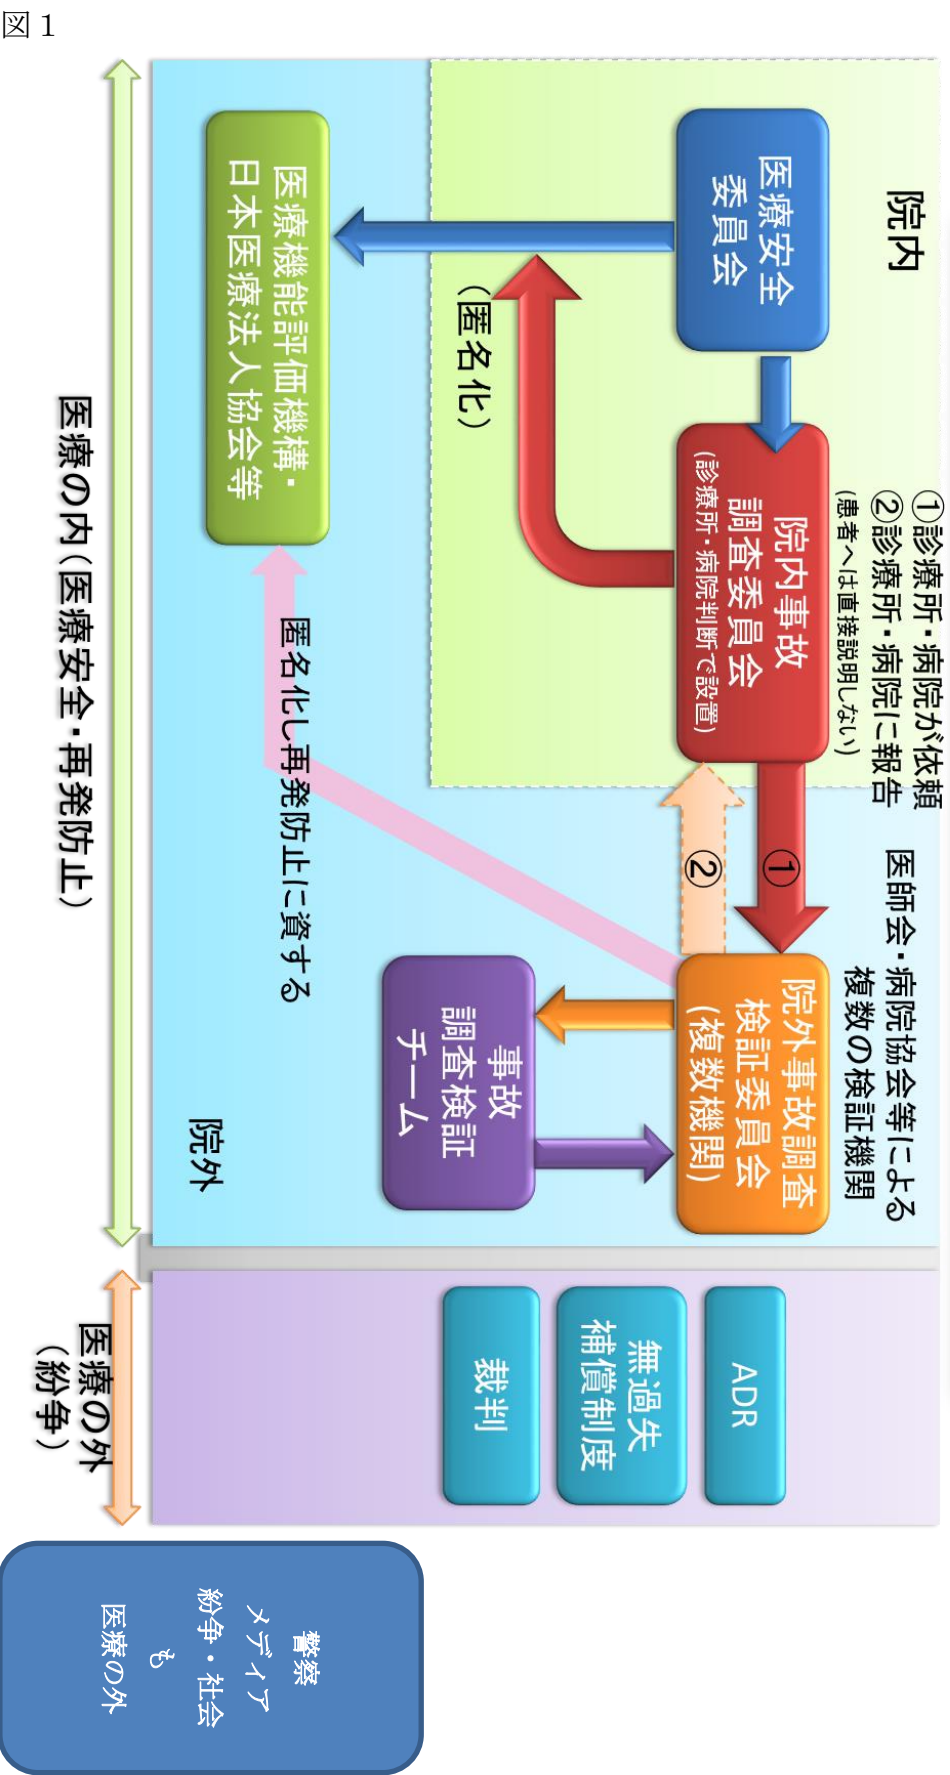 図１
院内
①診療所・病院が依頼
②診療所・病院に報告
(患者へは直接説明しない)
医師会・病院協会等による
複数の検証機関
医療安全
委員会
院内事故
調査委員会
(診療所・病院判断で設置)
①
②
院外事故調査
検証委員会
(複数機関)
ADR
無過失
補償制度
裁判
(匿名化)
事故
調査検証
チーム
医療機能評価機構・
日本医療法人協会等
匿名化し再発防止に資する
院外
医療の内(医療安全・再発防止)
医療の外
(紛争)
警察
メディア
紛争・社会
も
医療の外